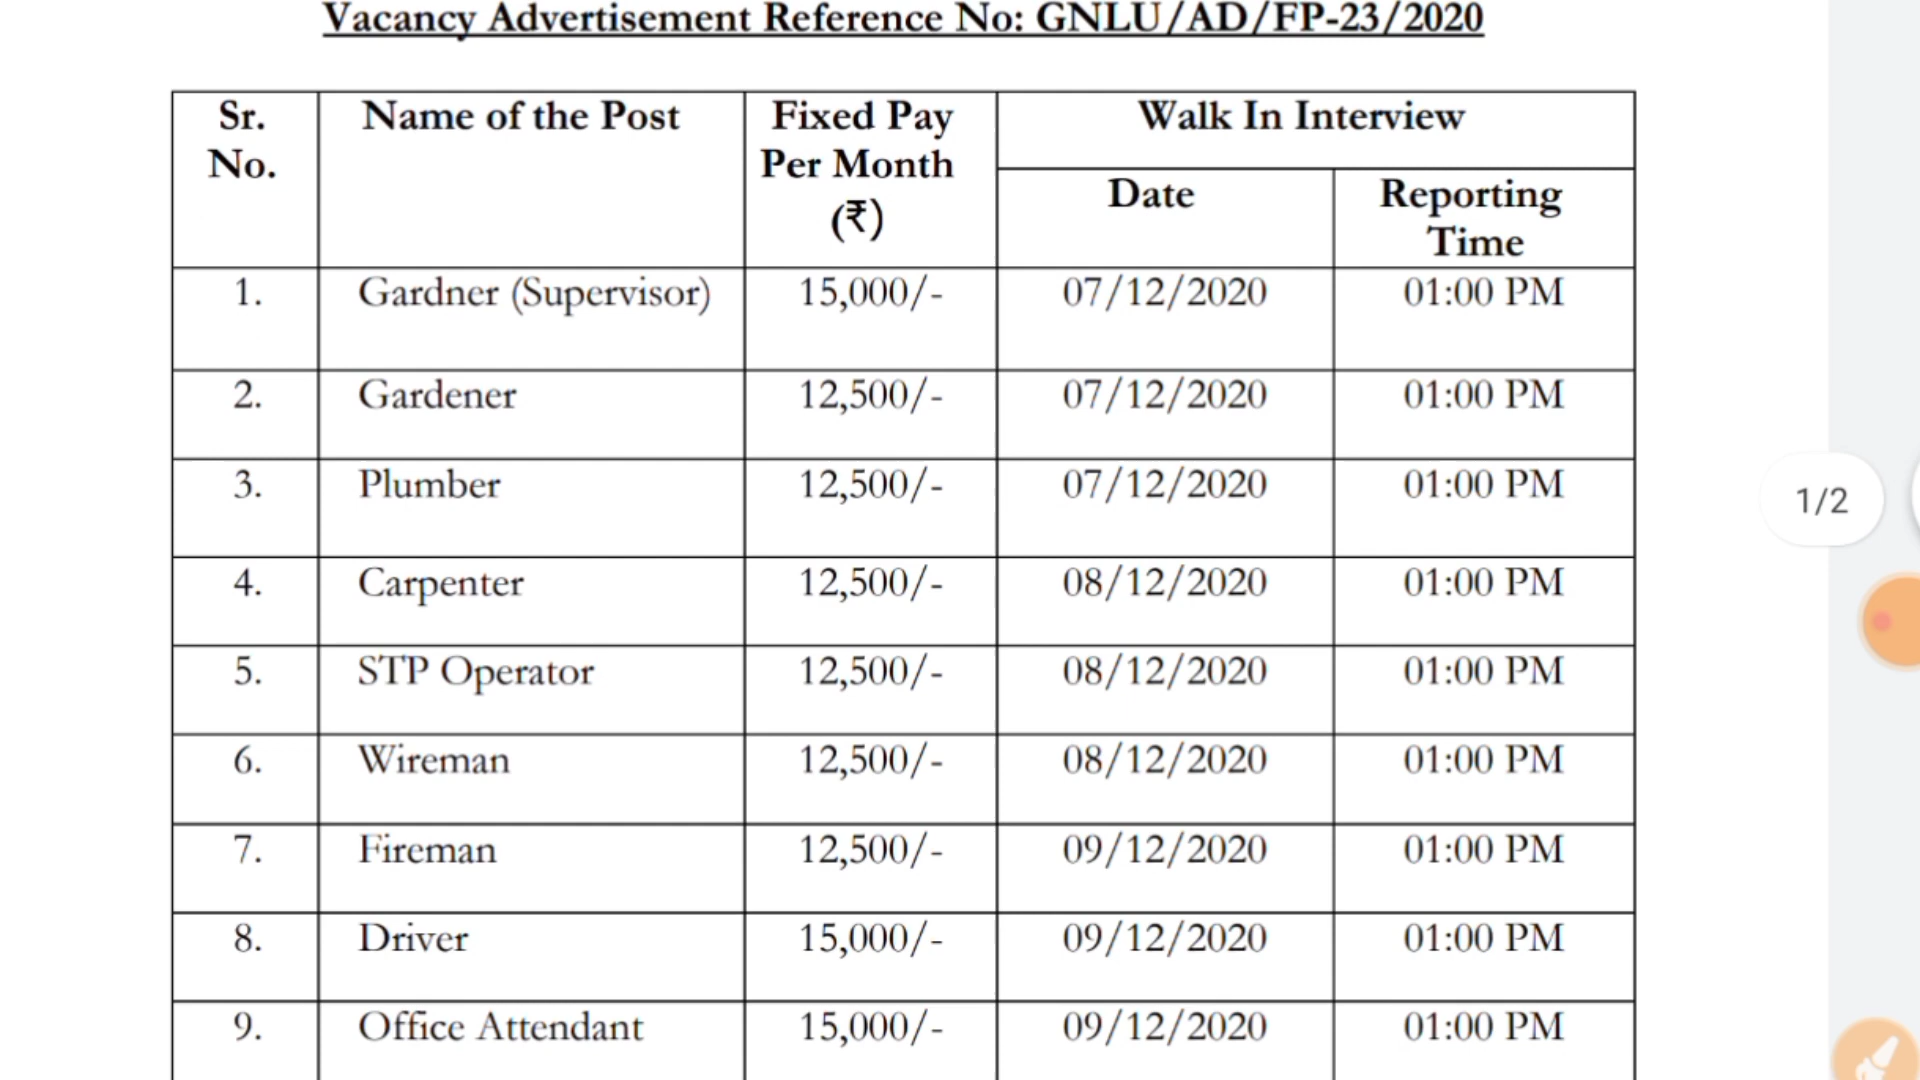 Vacancy Advertisement Reference No: GNLU/AD/FP-23/2020
Sr. No. Name of the Post Fixed Pay Per Month (₹) Walk In Interview
Date Reporting Time
1. Gardner (Supervisor) 15,000/- 07/12/2020 01:00 PM
2. Gardener 12,500/- 07/12/2020 01:00 PM
3. Plumber 12,500/- 07/12/2020 01:00 PM
4. Carpenter 12,500/- 08/12/2020 01:00 PM
5. STP Operator 12,500/- 08/12/2020 01:00 PM
6. Wireman 12,500/- 08/12/2020 01:00 PM
7. Fireman 12,500/- 09/12/2020 01:00 PM
8. Driver 15,000/- 09/12/2020 01:00 PM
9. Office Attendant 15,000/- 09/12/2020 01:00 PM
1/2